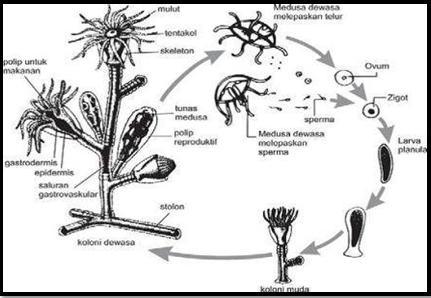 mulut
tentakol
skeleton
polip untuk
makanan
gastrodermis
epidermis
saluran
gastrovaskular
tunas
medusa
polip
reproduktif
stolon
koloni dewasa
Medusa dewasa
melepaskan telur
Ovum
Zigot
sperma
Medusa dewasa
melepaskan
sperma
Larva
planula
koloni muda